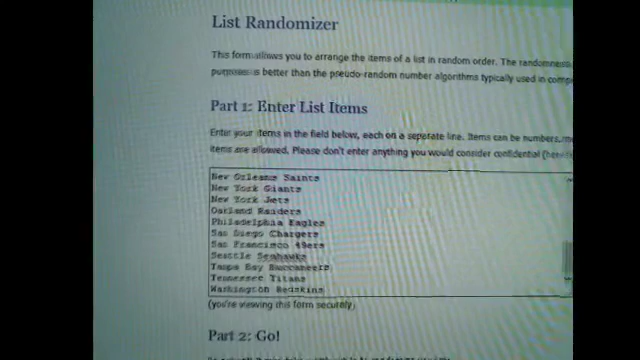 List Randomizer
This form allows you to arrange the items of a list in random order. The randomness
purposes is better than the pseudo-random number algorithms typically used in
Part 1: Enter List Items
Enter your items in the field below, each on a separate line. Items can be numbers,
items are allowed. Please don't enter anything you would consider confidential
New Orleans Saints
New York Giants
New York Jets
Oakland Raiders
Philadelphia Eagles
San Diego Chargers
San Francisco 49ers
Seattle Seahawks
Tampa Bay Buccaneers
Tennessee Titans
Washington Redskins
(you're viewing this form securely)
Part 2: Go!